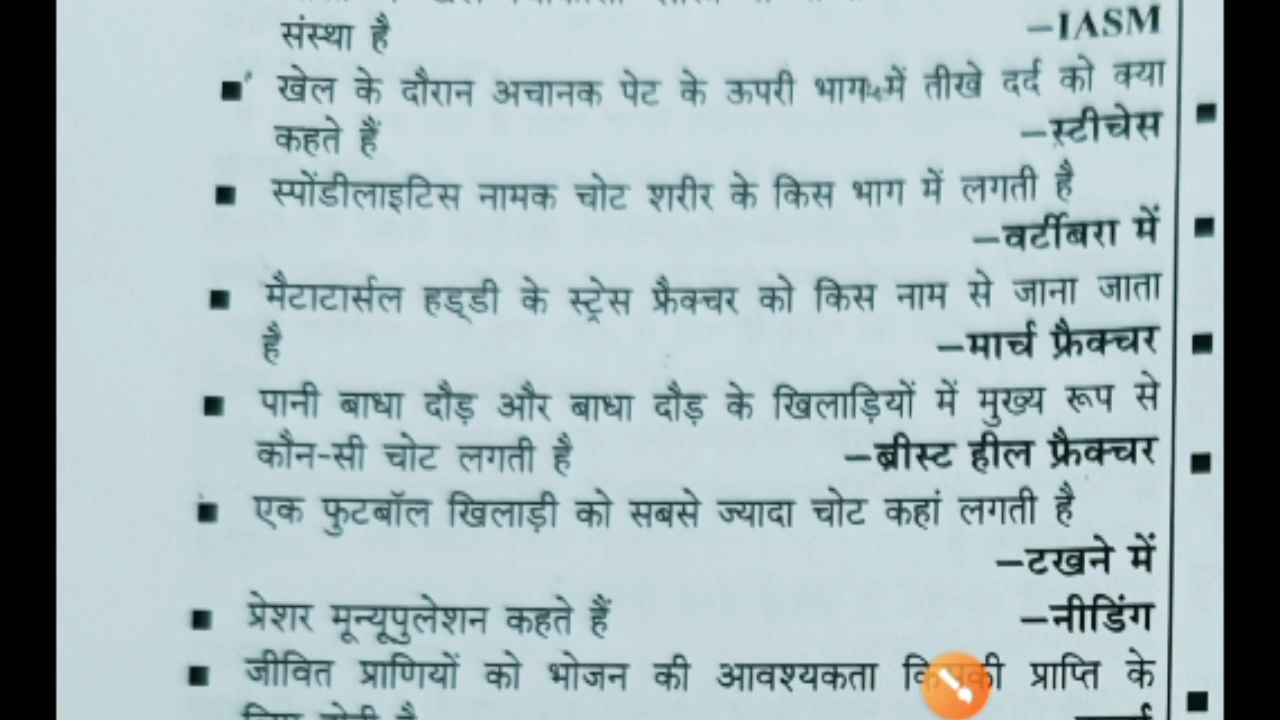 संस्था है –IASM
खेल के दौरान अचानक पेट के ऊपरी भाग में तीखे दर्द को क्या
कहते हैं –स्टीचेस
स्पोंडीलाइटिस नामक चोट शरीर के किस भाग में लगती है
–वर्टीबरा में
मैटाटार्सल हड्डी के स्ट्रेस फ्रैक्चर को किस नाम से जाना जाता
है –मार्च फ्रैक्चर
पानी बाधा दौड़ और बाधा दौड़ के खिलाड़ियों में मुख्य रूप से
कौन-सी चोट लगती है –ब्रीस्ट हील फ्रैक्चर
एक फुटबॉल खिलाड़ी को सबसे ज्यादा चोट कहां लगती है
–टखने में
प्रेशर मून्यूपुलेशन कहते हैं –नीडिंग
जीवित प्राणियों को भोजन की आवश्यकता प्राप्ति के